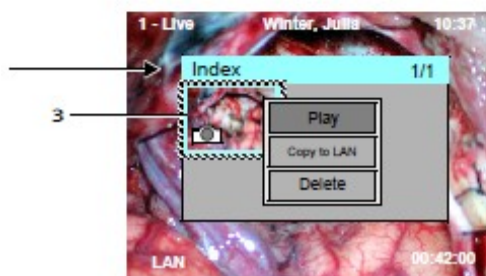 1 - Live Winter, Julia 10:37
Index 1/1
3
Play
Copy to LAN
Delete
LAN 00:42:00